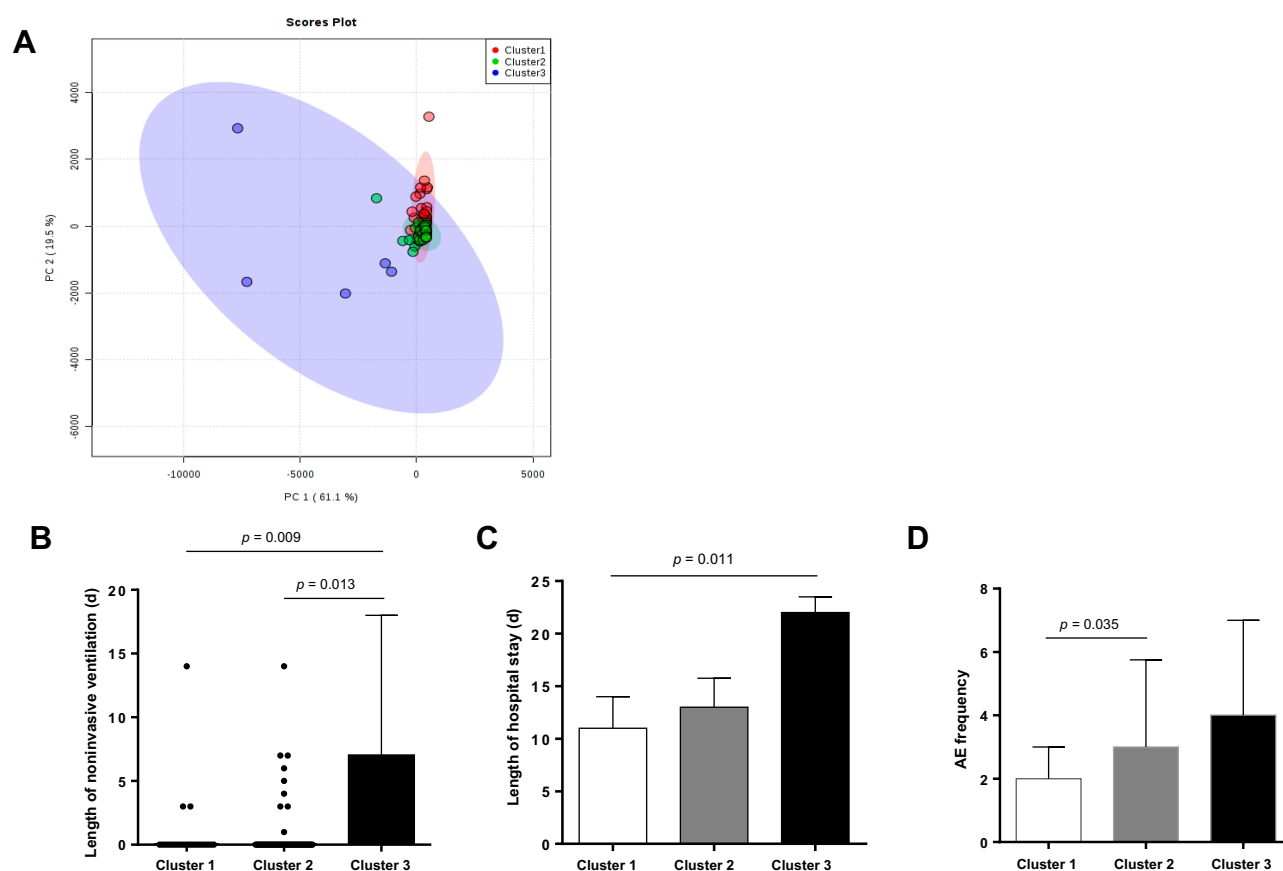 A
Scores Plot
Cluster1
Cluster2
Cluster3
PC 2 ( 19.5 %)
4000
2000
0
-2000
-4000
-6000
-10000
-5000
0
5000
PC 1 ( 61.1 %)
B
p = 0.009
p = 0.013
Length of noninvasive ventilation (d)
20
15
10
5
0
Cluster 1
Cluster 2
Cluster 3
C
p = 0.011
Length of hospital stay (d)
25
20
15
10
5
0
Cluster 1
Cluster 2
Cluster 3
D
p = 0.035
AE frequency
8
6
4
2
0
Cluster 1
Cluster 2
Cluster 3